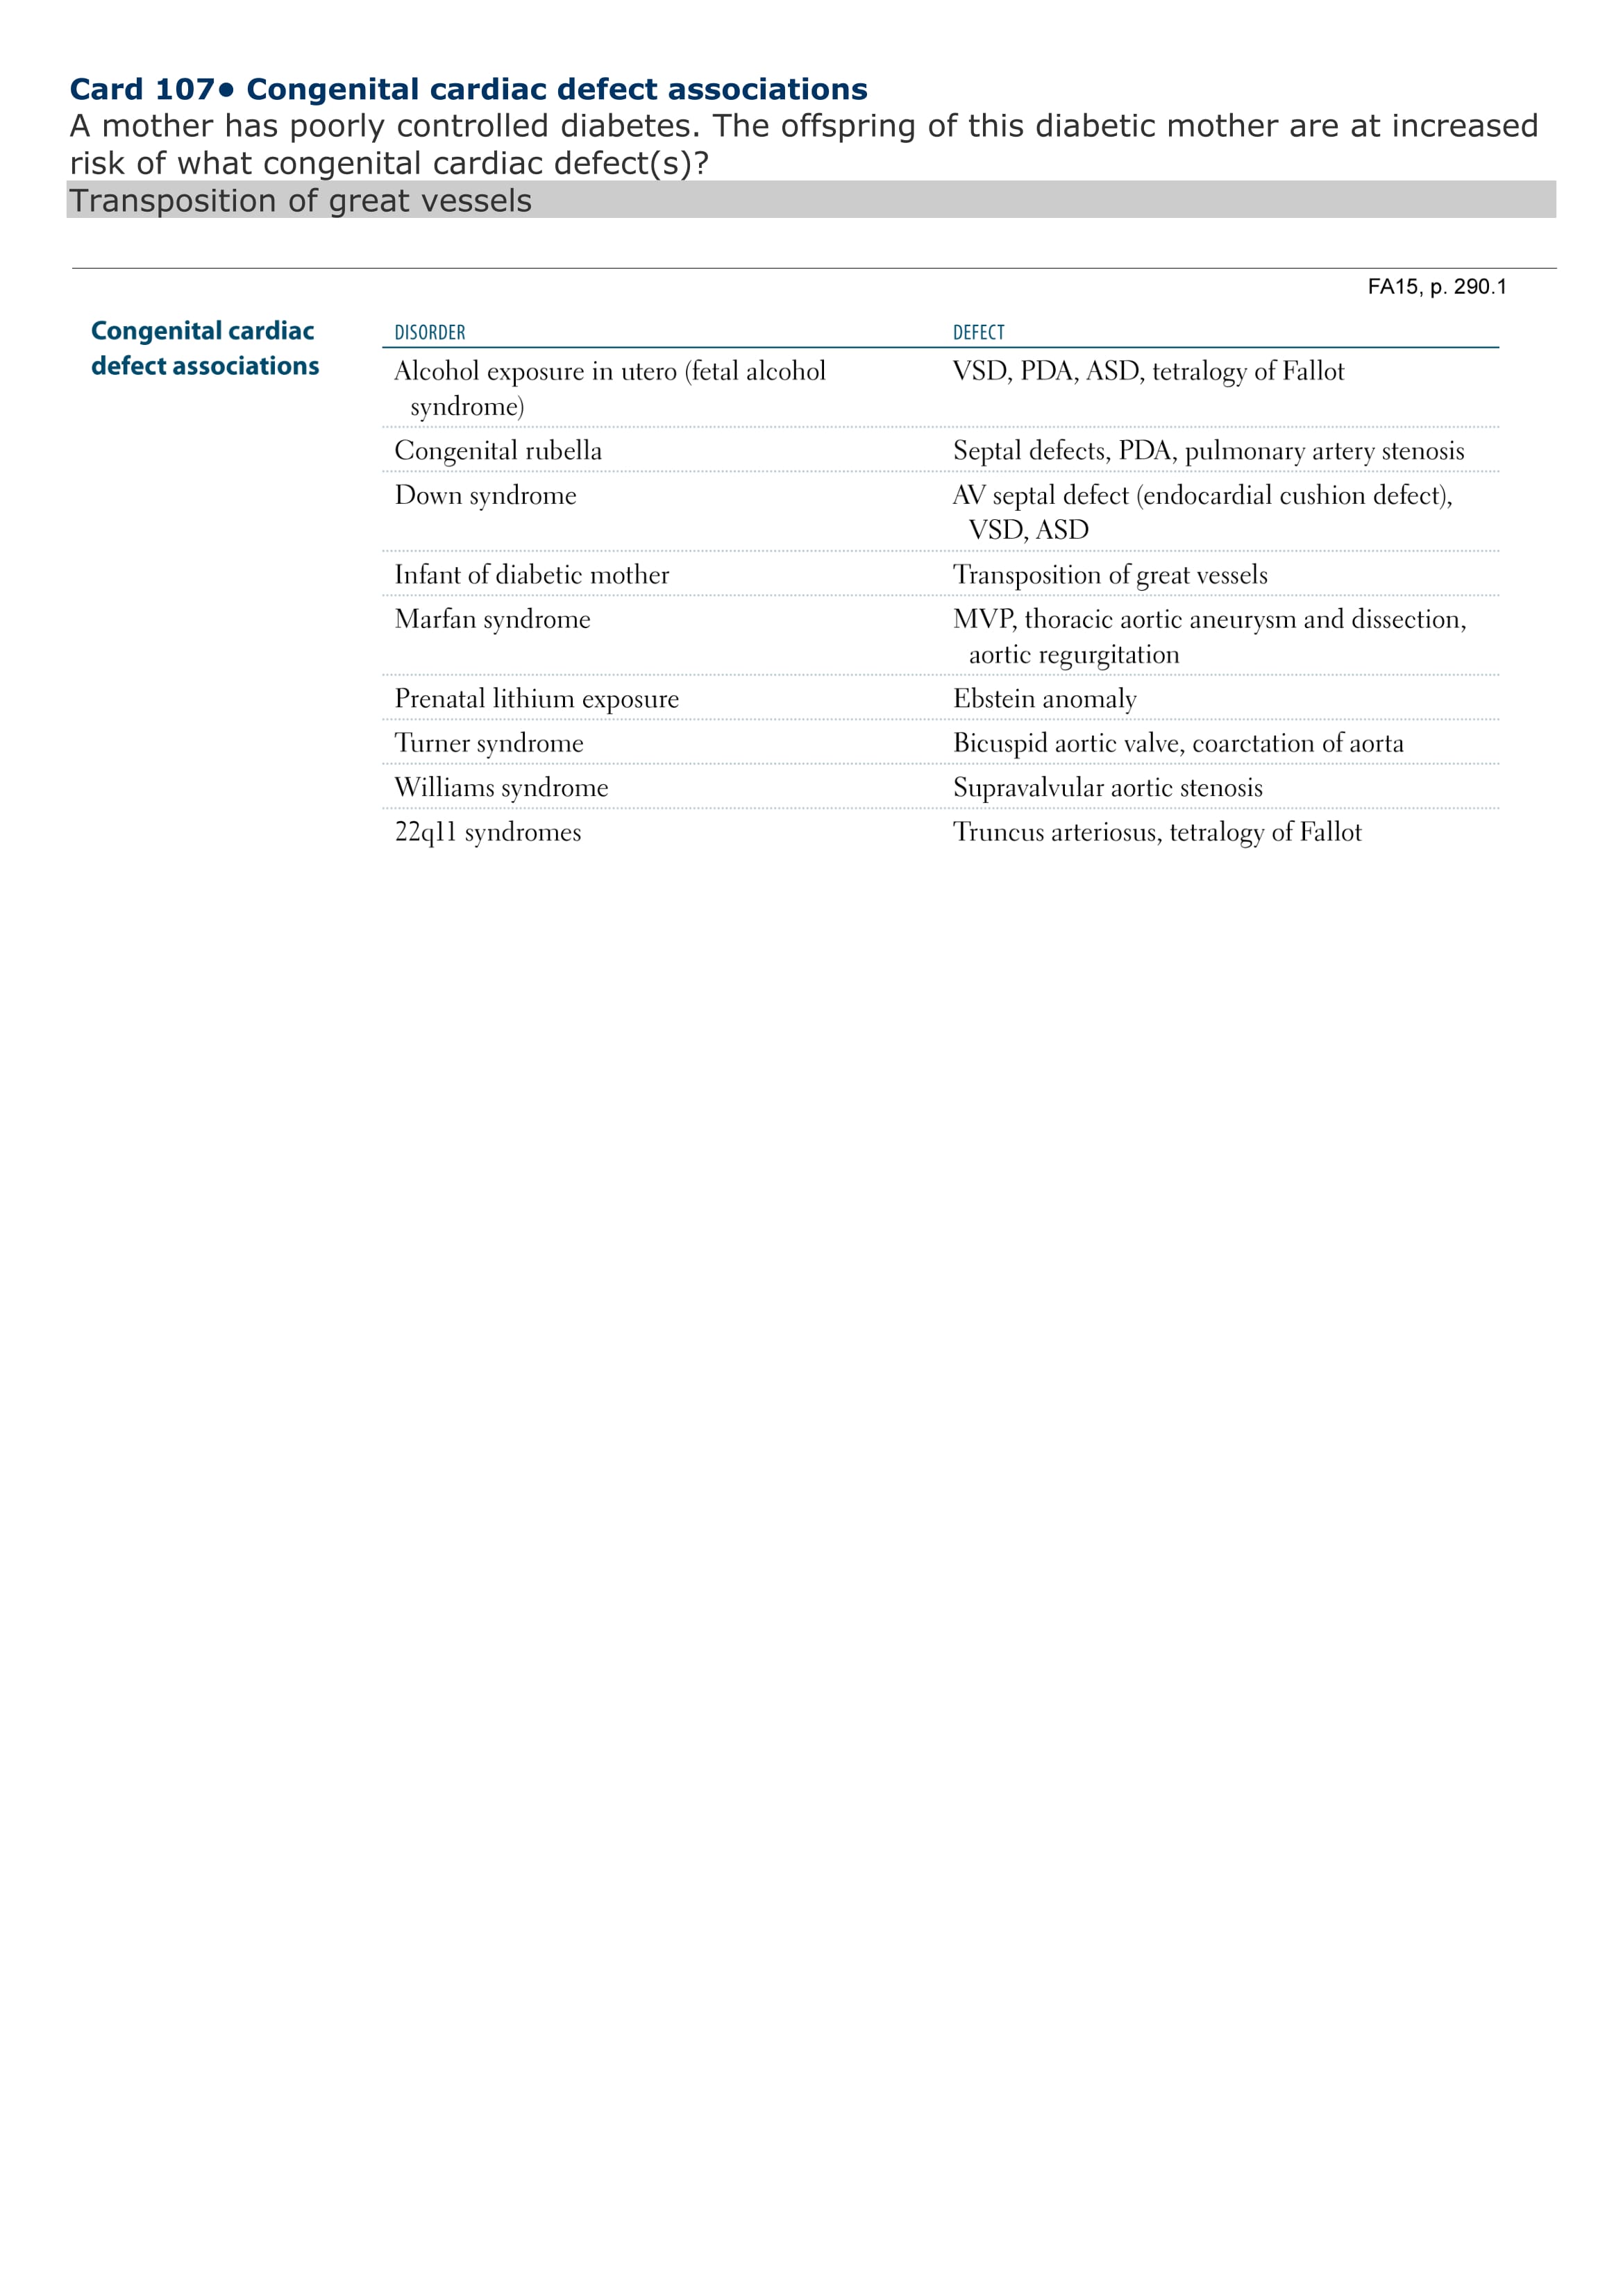 Card 107● Congenital cardiac defect associations
A mother has poorly controlled diabetes. The offspring of this diabetic mother are at increased
risk of what congenital cardiac defect(s)?
Transposition of great vessels
FA15, p. 290.1
Congenital cardiac
defect associations
DISORDER DEFECT
Alcohol exposure in utero (fetal alcohol VSD, PDA, ASD, tetralogy of Fallot
syndrome)
Congenital rubella Septal defects, PDA, pulmonary artery stenosis
Down syndrome AV septal defect (endocardial cushion defect),
VSD, ASD
Infant of diabetic mother Transposition of great vessels
Marfan syndrome MVP, thoracic aortic aneurysm and dissection,
aortic regurgitation
Prenatal lithium exposure Ebstein anomaly
Turner syndrome Bicuspid aortic valve, coarctation of aorta
Williams syndrome Supravalvular aortic stenosis
22q11 syndromes Truncus arteriosus, tetralogy of Fallot